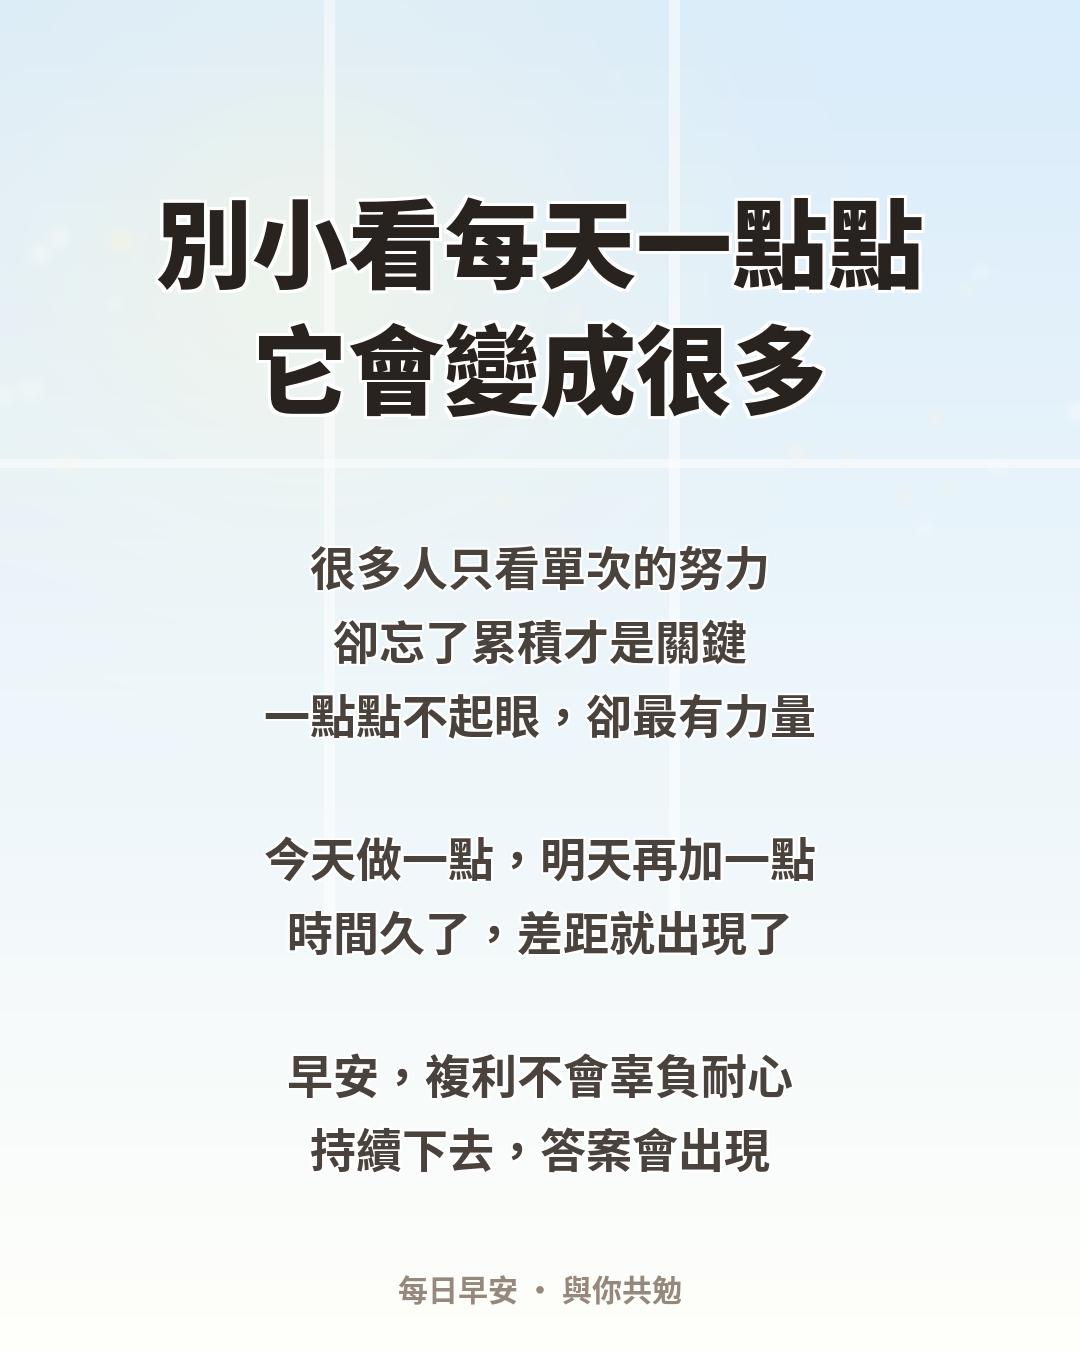 別小看每天一點點
它會變成很多
很多人只看單次的努力
卻忘了累積才是關鍵
一點點不起眼，卻最有力量
今天做一點，明天再加一點
時間久了，差距就出現了
早安，複利不會辜負耐心
持續下去，答案會出現
每日早安 · 與你共勉